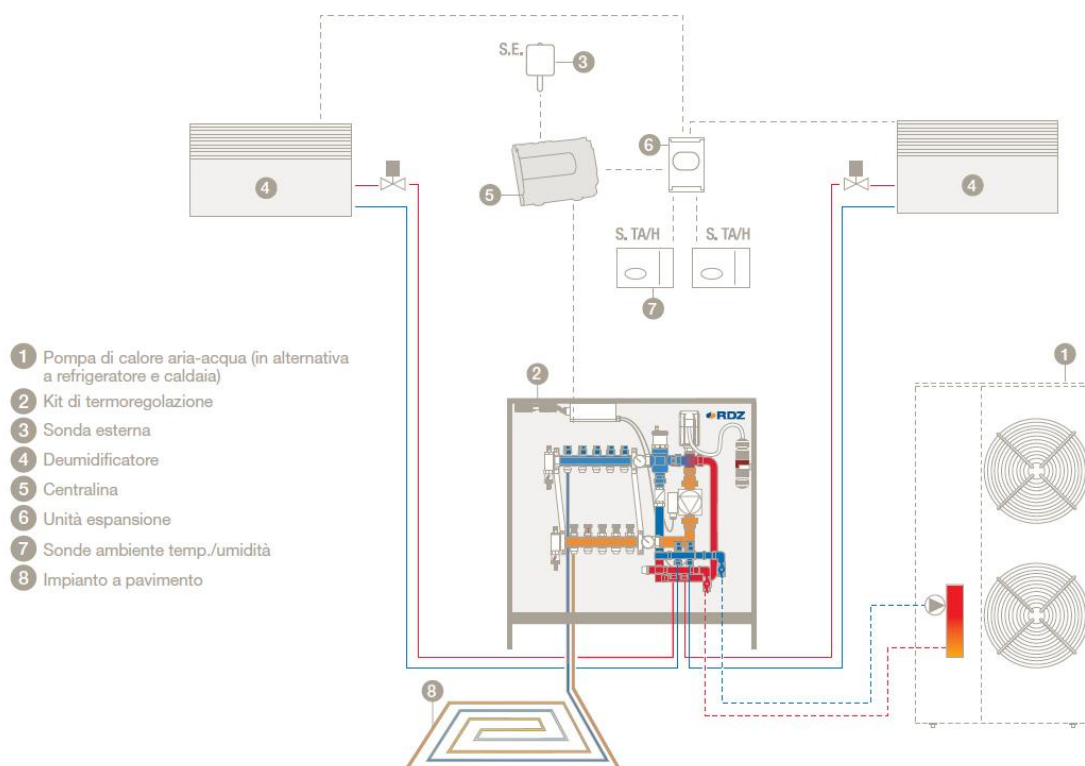 S.E.
3
6
4
4
5
S. TA/H
S. TA/H
7
1 Pompa di calore aria-acqua (in alternativa
a refrigeratore e caldaia)
2 Kit di termoregolazione
3 Sonda esterna
4 Deumidificatore
5 Centralina
6 Unità espansione
7 Sonde ambiente temp./umidità
8 Impianto a pavimento
1
2
RDZ
8